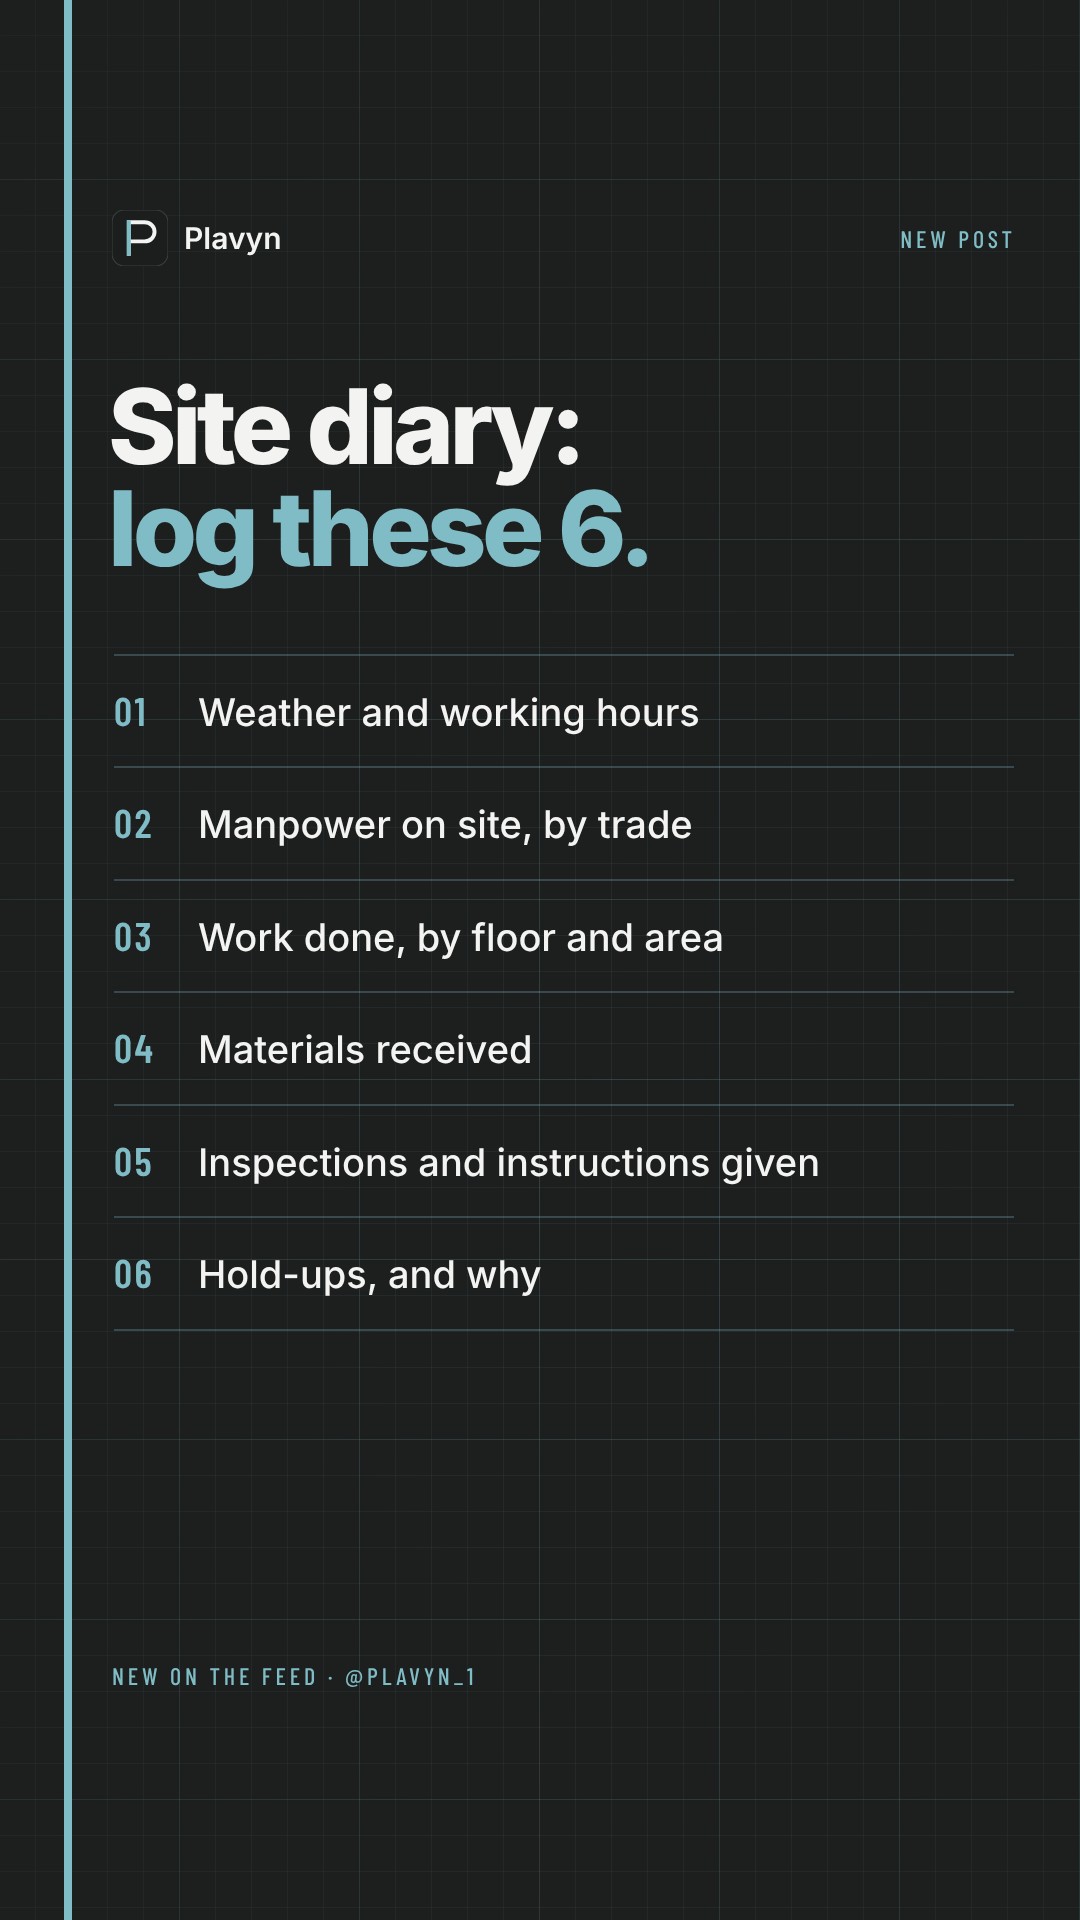 Plavyn
NEW POST
Site diary:
log these 6.
01 Weather and working hours
02 Manpower on site, by trade
03 Work done, by floor and area
04 Materials received
05 Inspections and instructions given
06 Hold-ups, and why
NEW ON THE FEED · @PLAVYN_1